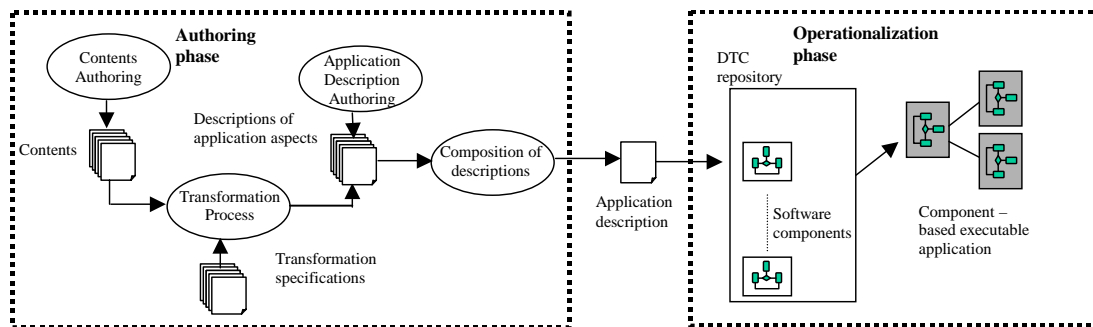 Authoring
phase
Contents
Authoring
Application
Description
Authoring
Descriptions of
application aspects
Contents
Composition of
descriptions
Transformation
Process
Transformation
specifications
Application
description
Operationalization
phase
DTC
repository
Software
components
Component –
based executable
application